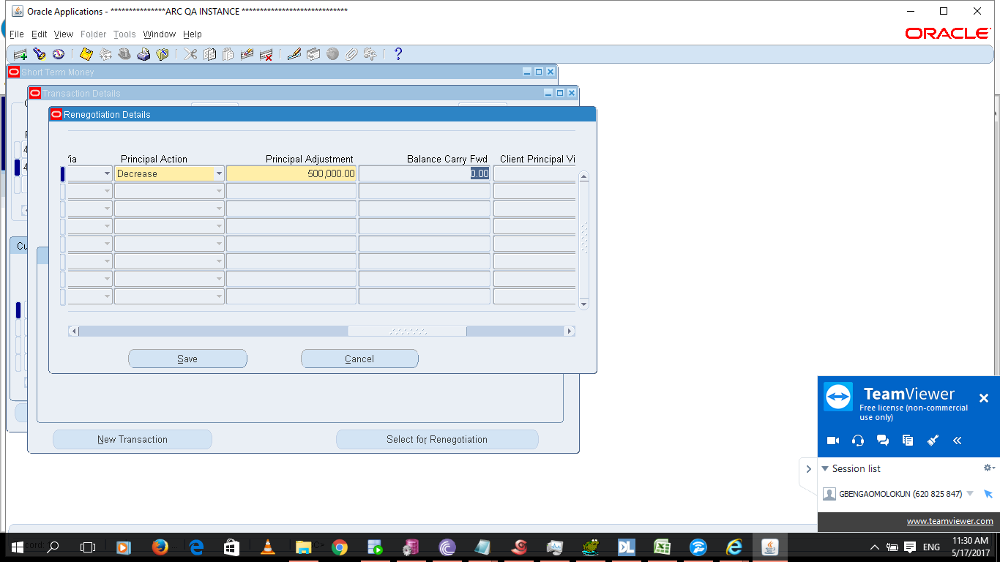 Oracle Applications - ***************ARC QA INSTANCE *****************************
File Edit View Folder Tools Window Help
ORACLE
Short Term Money
Transaction Details
Renegotiation Details
Principal Action Principal Adjustment Balance Carry Fwd Client Principal Vi
Decrease 500,000.00 0.00
Cu
Save Cancel
New Transaction Select for Renegotiation
TeamViewer
Free license (non-commercial
use only)
Session list
GBENGAOMOLOKUN (620 825 847)
www.teamviewer.com
ENG
11:30 AM
5/17/2017